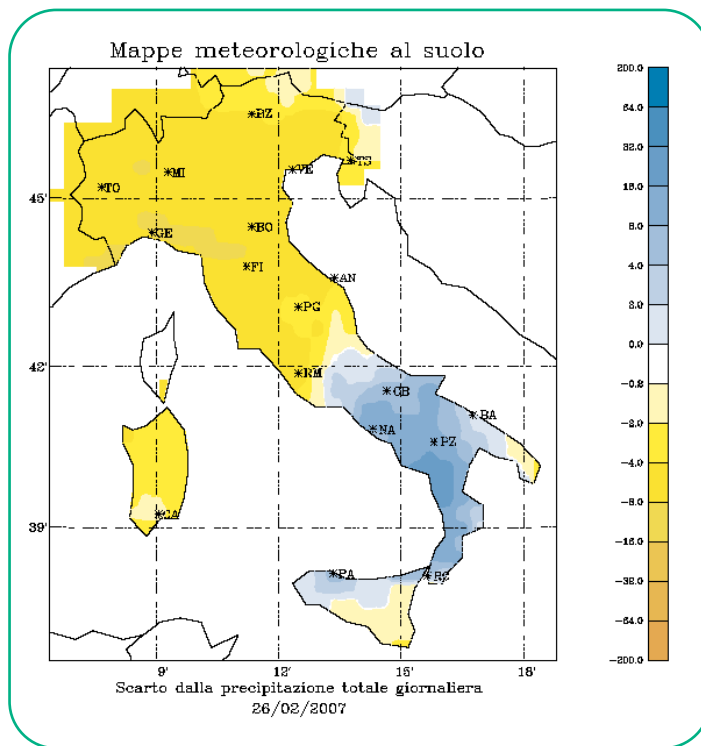 Mappe meteorologiche al suolo
200.0
64.0
32.0
16.0
8.0
4.0
2.0
0.0
-2.0
-4.0
-8.0
-16.0
-32.0
-64.0
-200.0
BZ
TS
MI
VE
TO
45'
GE
BO
FI
AN
PG
42'
RM
CB
BA
NA
PZ
CA
39'
PA
RC
9'
12'
15'
18'
Scarto dalla precipitazione totale giornaliera
26/02/2007